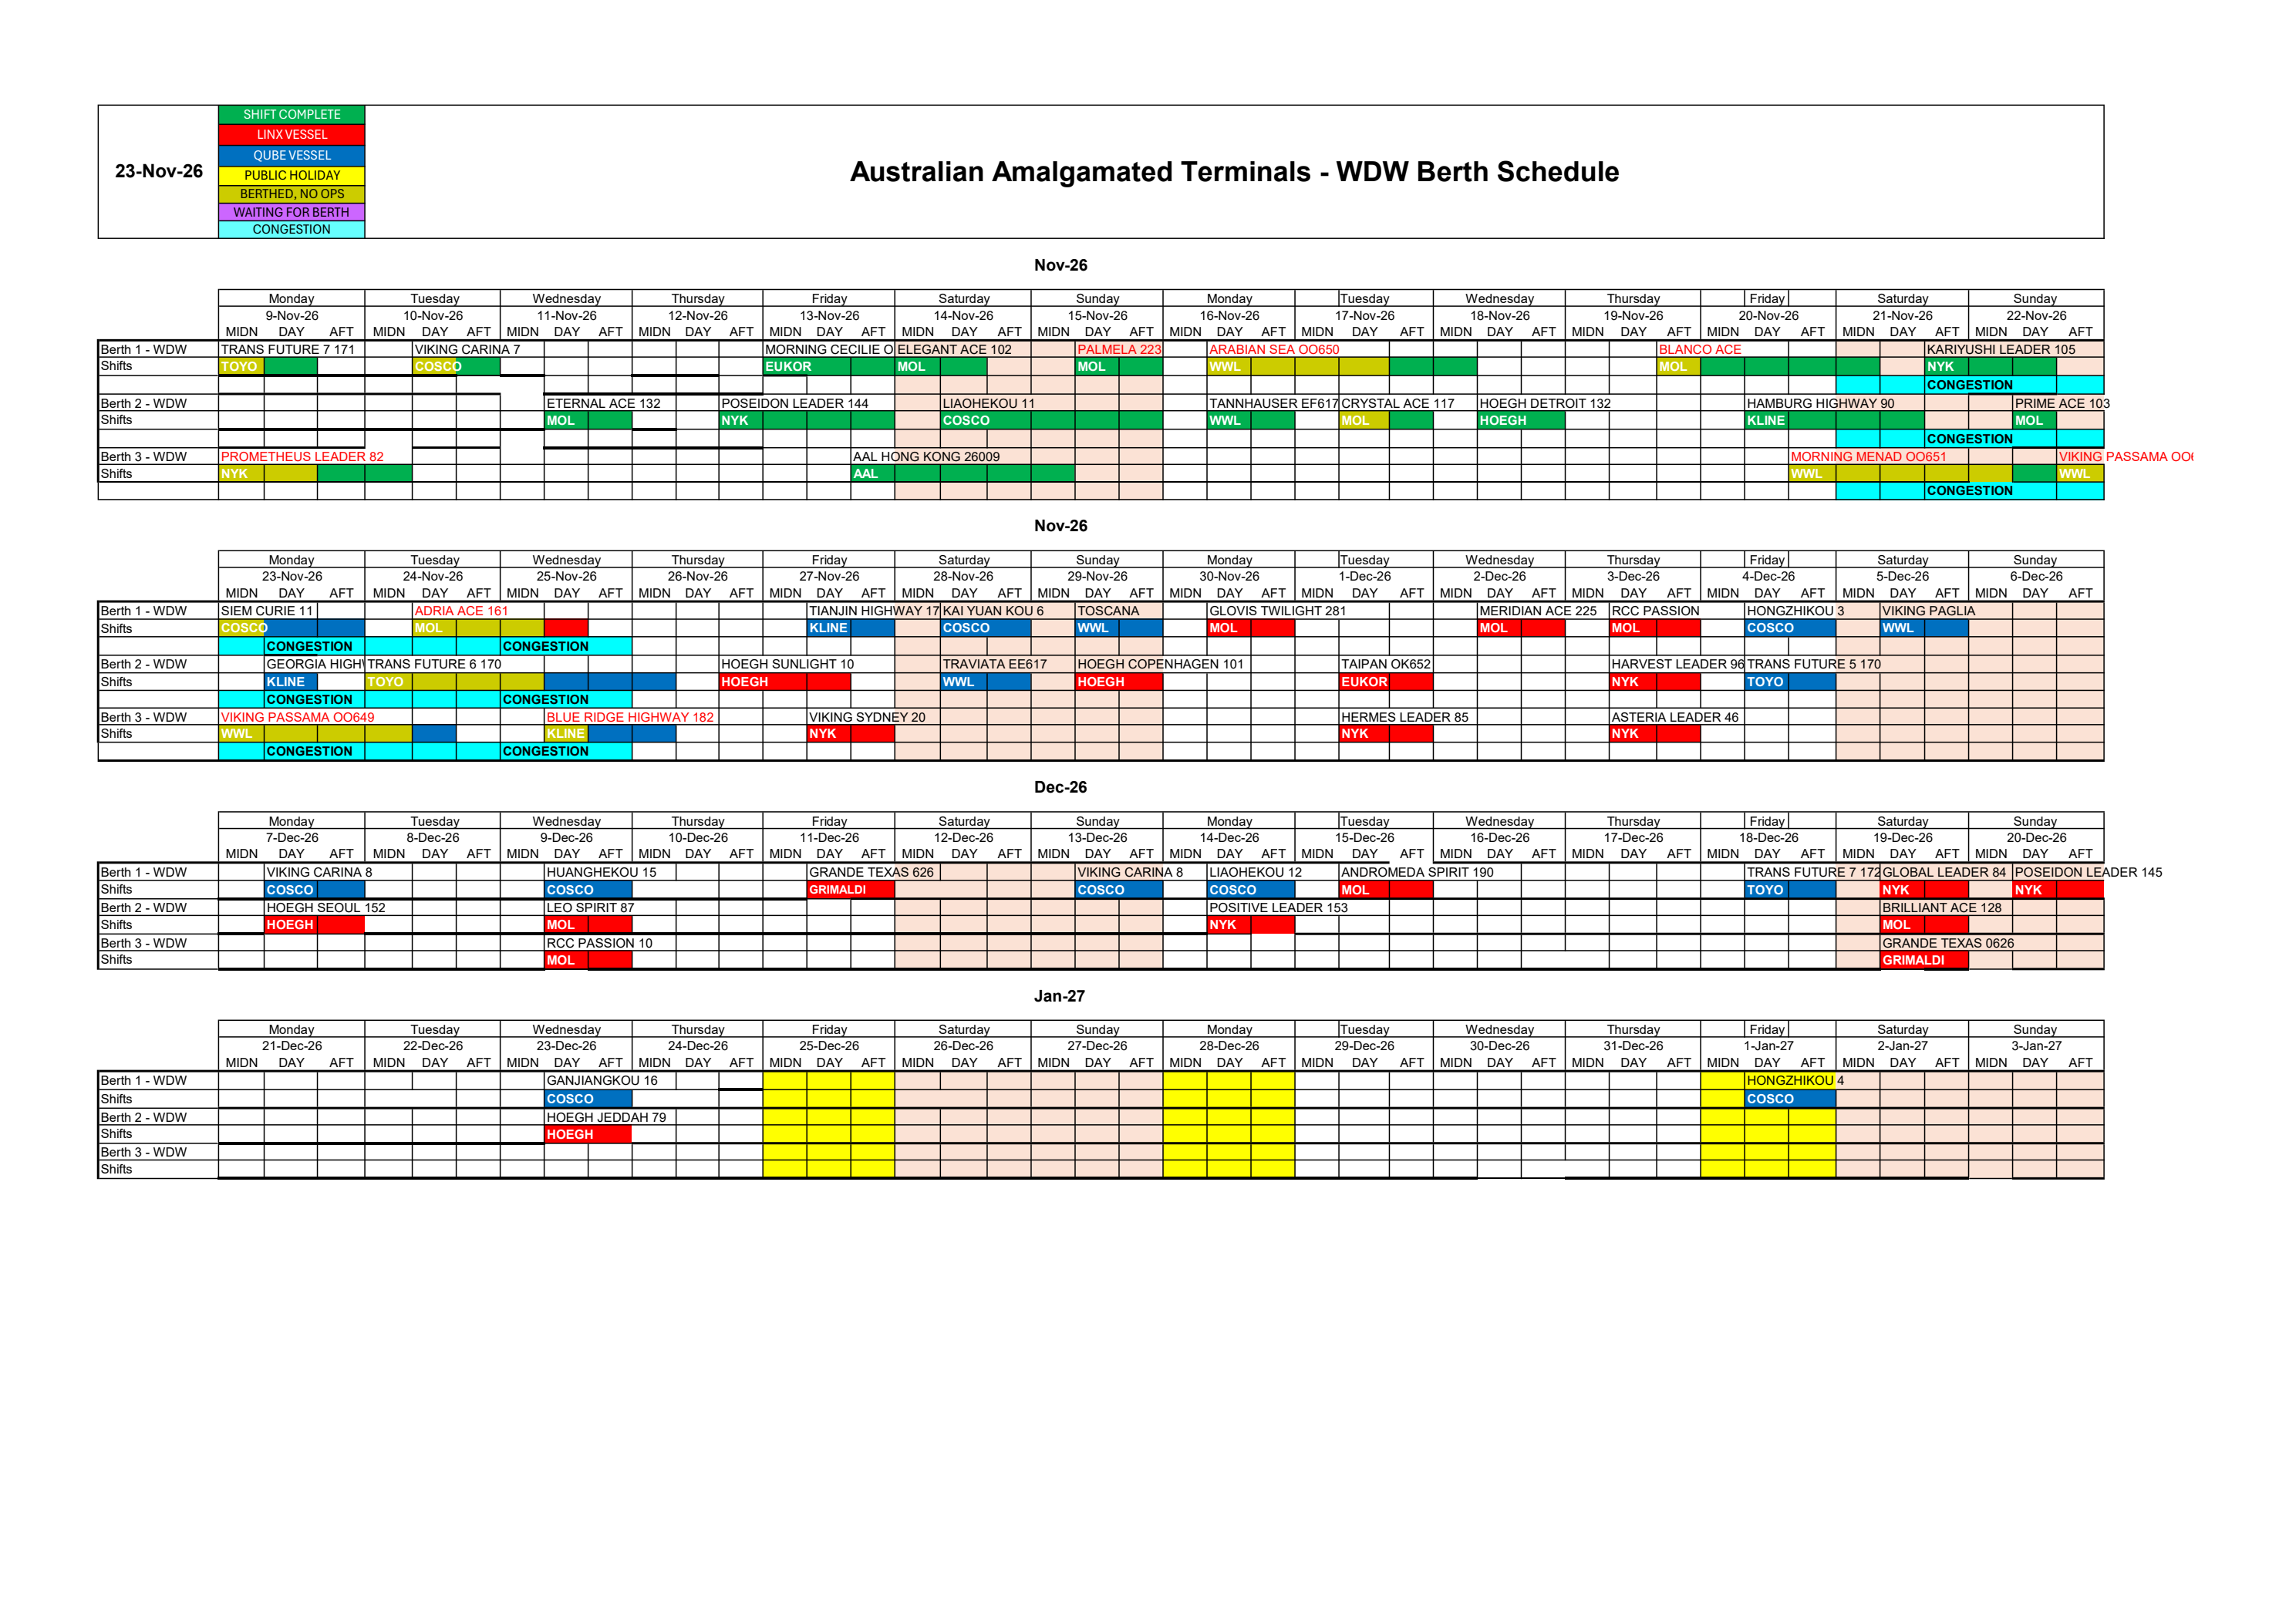 SHIFT COMPLETE
LINX VESSEL
QUBE VESSEL
PUBLIC HOLIDAY
BERTHED, NO OPS
WAITING FOR BERTH
CONGESTION
23-Nov-26
Australian Amalgamated Terminals - WDW Berth Schedule
Nov-26
Monday Tuesday Wednesday Thursday Friday Saturday Sunday Monday Tuesday Wednesday Thursday Friday Saturday Sunday
9-Nov-26 10-Nov-26 11-Nov-26 12-Nov-26 13-Nov-26 14-Nov-26 15-Nov-26 16-Nov-26 17-Nov-26 18-Nov-26 19-Nov-26 20-Nov-26 21-Nov-26 22-Nov-26
MIDN DAY AFT MIDN DAY AFT MIDN DAY AFT MIDN DAY AFT MIDN DAY AFT MIDN DAY AFT MIDN DAY AFT MIDN DAY AFT MIDN DAY AFT MIDN DAY AFT MIDN DAY AFT MIDN DAY AFT MIDN DAY AFT MIDN DAY AFT
Berth 1 - WDW TRANS FUTURE 7 171 VIKING CARINA 7 MORNING CECILIE O ELEGANT ACE 102 PALMELA 223 ARABIAN SEA OO650 BLANCO ACE KARIYUSHI LEADER 105
Shifts TOYO COSCO EUKOR MOL MOL WWL MOL NYK
CONGESTION
Berth 2 - WDW ETERNAL ACE 132 POSEIDON LEADER 144 LIAOHEKOU 11 TANNHAUSER EF617 CRYSTAL ACE 117 HOEGH DETROIT 132 HAMBURG HIGHWAY 90 PRIME ACE 103
Shifts MOL NYK COSCO WWL MOL HOEGH KLINE MOL
CONGESTION
Berth 3 - WDW PROMETHEUS LEADER 82 AAL HONG KONG 26009 MORNING MENAD OO651 VIKING PASSAMA
Shifts NYK AAL WWL WWL
CONGESTION
Nov-26
Monday Tuesday Wednesday Thursday Friday Saturday Sunday Monday Tuesday Wednesday Thursday Friday Saturday Sunday
23-Nov-26 24-Nov-26 25-Nov-26 26-Nov-26 27-Nov-26 28-Nov-26 29-Nov-26 30-Nov-26 1-Dec-26 2-Dec-26 3-Dec-26 4-Dec-26 5-Dec-26 6-Dec-26
MIDN DAY AFT MIDN DAY AFT MIDN DAY AFT MIDN DAY AFT MIDN DAY AFT MIDN DAY AFT MIDN DAY AFT MIDN DAY AFT MIDN DAY AFT MIDN DAY AFT MIDN DAY AFT MIDN DAY AFT MIDN DAY AFT MIDN DAY AFT
Berth 1 - WDW SIEM CURIE 11 ADRIA ACE 161 TIANJIN HIGHWAY 17 KAI YUAN KOU 6 TOSCANA GLOVIS TWILIGHT 281 MERIDIAN ACE 225 RCC PASSION HONGZHIKOU 3 VIKING PAGLIA
Shifts COSCO MOL KLINE COSCO WWL MOL MOL MOL COSCO WWL
CONGESTION CONGESTION
Berth 2 - WDW GEORGIA HIGH TRANS FUTURE 6 170 HOEGH SUNLIGHT 10 TRAVIATA EE617 HOEGH COPENHAGEN 101 TAIPAN OK652 HARVEST LEADER 96 TRANS FUTURE 5 170
Shifts KLINE TOYO HOEGH WWL HOEGH EUKOR NYK TOYO
CONGESTION CONGESTION
Berth 3 - WDW VIKING PASSAMA OO649 BLUE RIDGE HIGHWAY 182 VIKING SYDNEY 20 HERMES LEADER 85 ASTERIA LEADER 46
Shifts WWL KLINE NYK NYK NYK
CONGESTION CONGESTION
Dec-26
Monday Tuesday Wednesday Thursday Friday Saturday Sunday Monday Tuesday Wednesday Thursday Friday Saturday Sunday
7-Dec-26 8-Dec-26 9-Dec-26 10-Dec-26 11-Dec-26 12-Dec-26 13-Dec-26 14-Dec-26 15-Dec-26 16-Dec-26 17-Dec-26 18-Dec-26 19-Dec-26 20-Dec-26
MIDN DAY AFT MIDN DAY AFT MIDN DAY AFT MIDN DAY AFT MIDN DAY AFT MIDN DAY AFT MIDN DAY AFT MIDN DAY AFT MIDN DAY AFT MIDN DAY AFT MIDN DAY AFT MIDN DAY AFT MIDN DAY AFT MIDN DAY AFT
Berth 1 - WDW VIKING CARINA 8 HUANGHEKOU 15 GRANDE TEXAS 626 VIKING CARINA 8 LIAOHEKOU 12 ANDROMEDA SPIRIT 190 TRANS FUTURE 7 172 GLOBAL LEADER 84 POSEIDON LEADER 145
Shifts COSCO COSCO GRIMALDI COSCO COSCO MOL TOYO NYK NYK
Berth 2 - WDW HOEGH SEOUL 152 LEO SPIRIT 87 POSITIVE LEADER 153 BRILLIANT ACE 128
Shifts HOEGH MOL NYK MOL
Berth 3 - WDW RCC PASSION 10 GRANDE TEXAS 0626
Shifts MOL GRIMALDI
Jan-27
Monday Tuesday Wednesday Thursday Friday Saturday Sunday Monday Tuesday Wednesday Thursday Friday Saturday Sunday
21-Dec-26 22-Dec-26 23-Dec-26 24-Dec-26 25-Dec-26 26-Dec-26 27-Dec-26 28-Dec-26 29-Dec-26 30-Dec-26 31-Dec-26 1-Jan-27 2-Jan-27 3-Jan-27
MIDN DAY AFT MIDN DAY AFT MIDN DAY AFT MIDN DAY AFT MIDN DAY AFT MIDN DAY AFT MIDN DAY AFT MIDN DAY AFT MIDN DAY AFT MIDN DAY AFT MIDN DAY AFT MIDN DAY AFT MIDN DAY AFT MIDN DAY AFT
Berth 1 - WDW GANJIANGKOU 16 HONGZHIKOU 4
Shifts COSCO COSCO
Berth 2 - WDW HOEGH JEDDAH 79
Shifts HOEGH
Berth 3 - WDW
Shifts